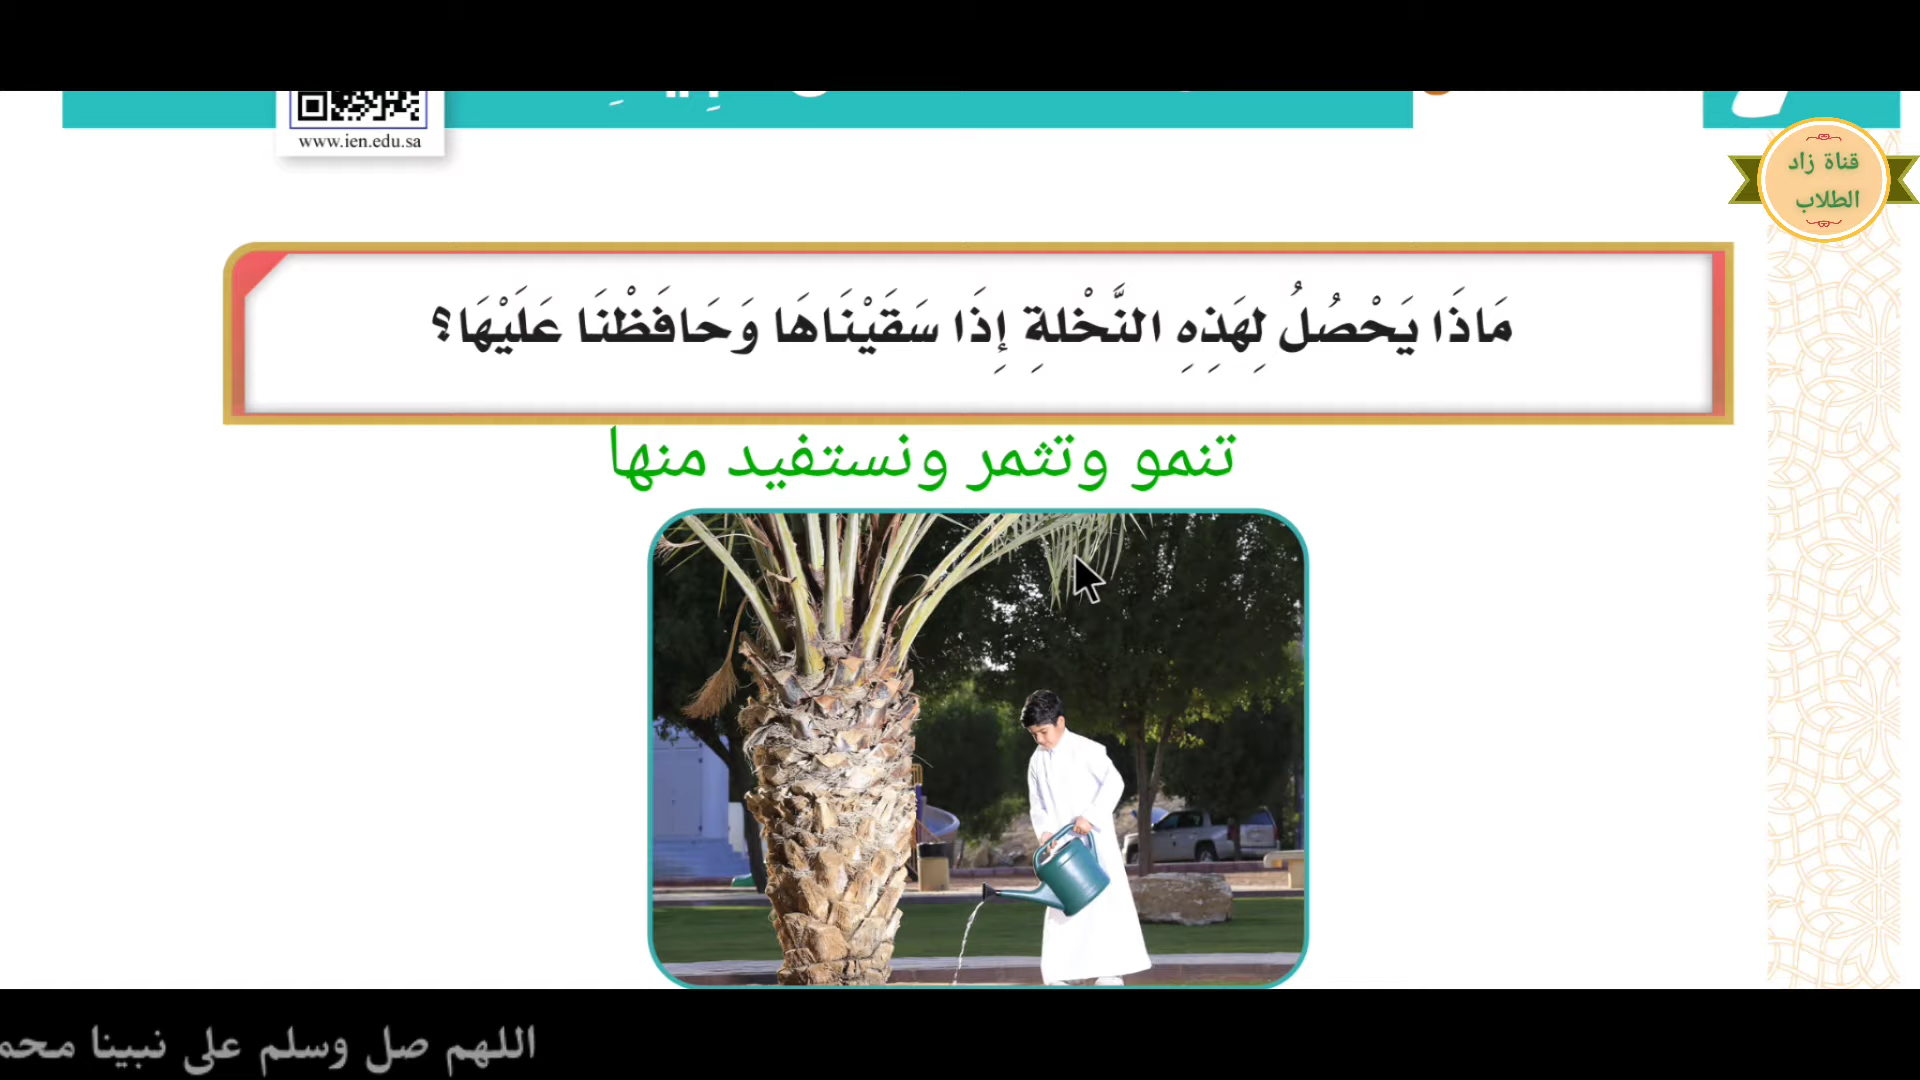 www.ien.edu.sa
قناة زاد
الطلاب
مَاذَا يَحْصُلُ لِهَذِهِ النَّخْلةِ إِذَا سَقَيْنَاهَا وَحَافَظْنَا عَلَيْهَا؟
تنمو وتثمر ونستفيد منها
اللهم صل وسلم على نبينا